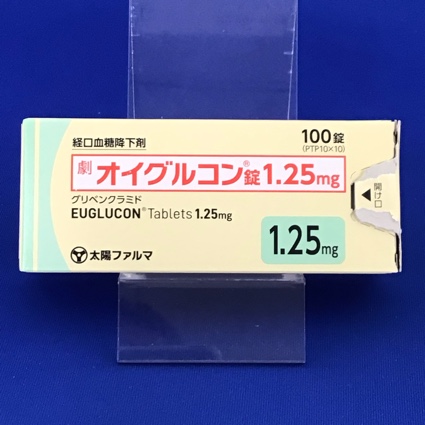 経口血糖降下剤
100錠
(PTP10×10)
劇 オイグルコン®錠1.25mg
グリベンクラミド
EUGLUCON® Tablets 1.25mg
開け口
太陽ファルマ
1.25mg